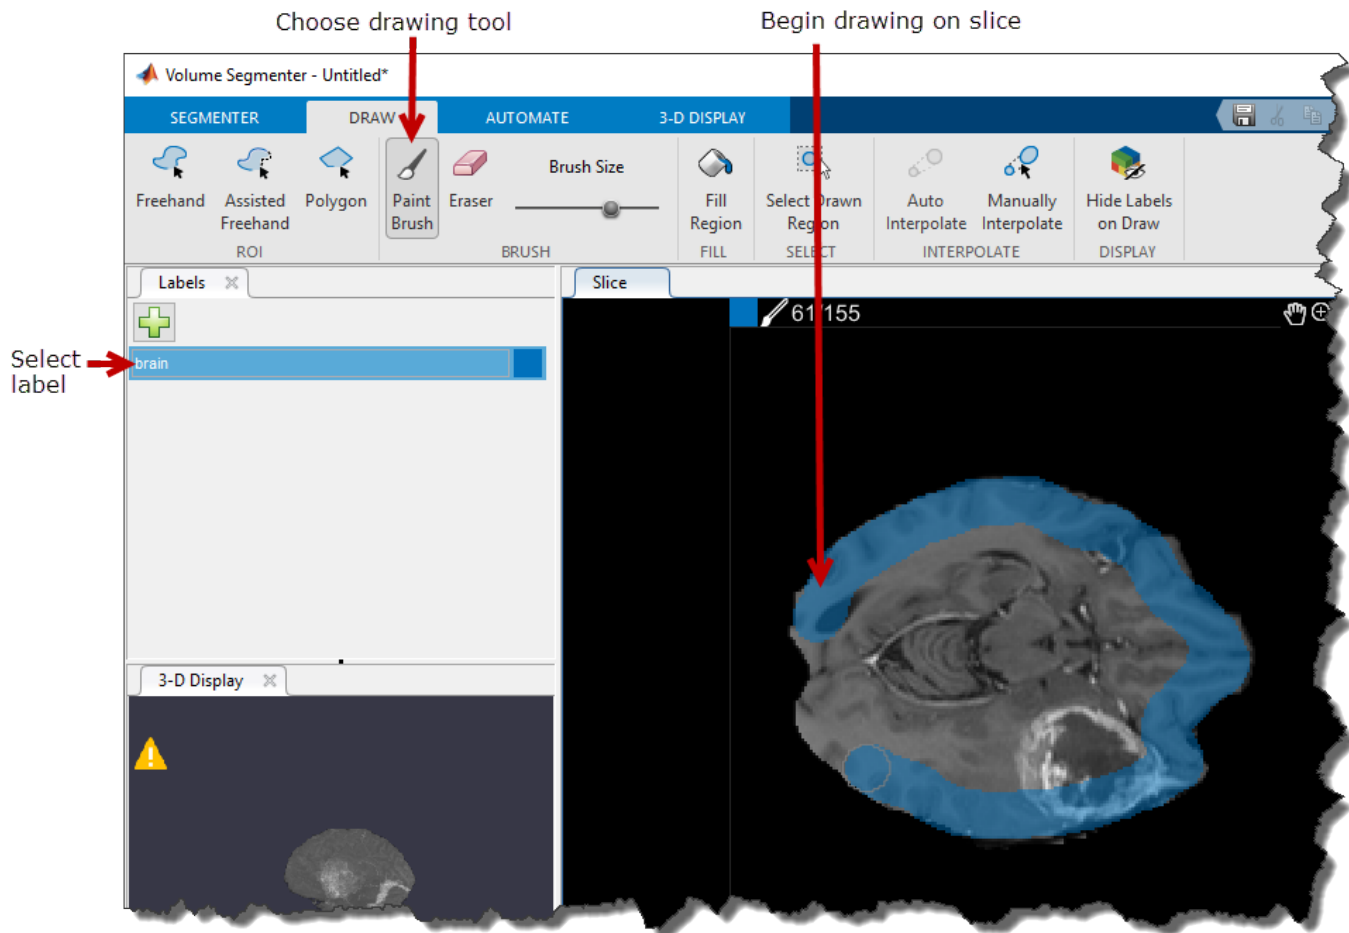 Choose drawing tool
Begin drawing on slice
Volume Segmenter - Untitled*
SEGMENTER
DRAW
AUTOMATE
3-D DISPLAY
Freehand
Assisted
Freehand
Polygon
Paint
Brush
Eraser
Brush Size
Fill
Region
Select Drawn
Region
Auto
Interpolate
Manually
Interpolate
Hide Labels
on Draw
ROI
BRUSH
FILL
SELECT
INTERPOLATE
DISPLAY
Labels
Slice
61/155
Select
label
brain
3-D Display